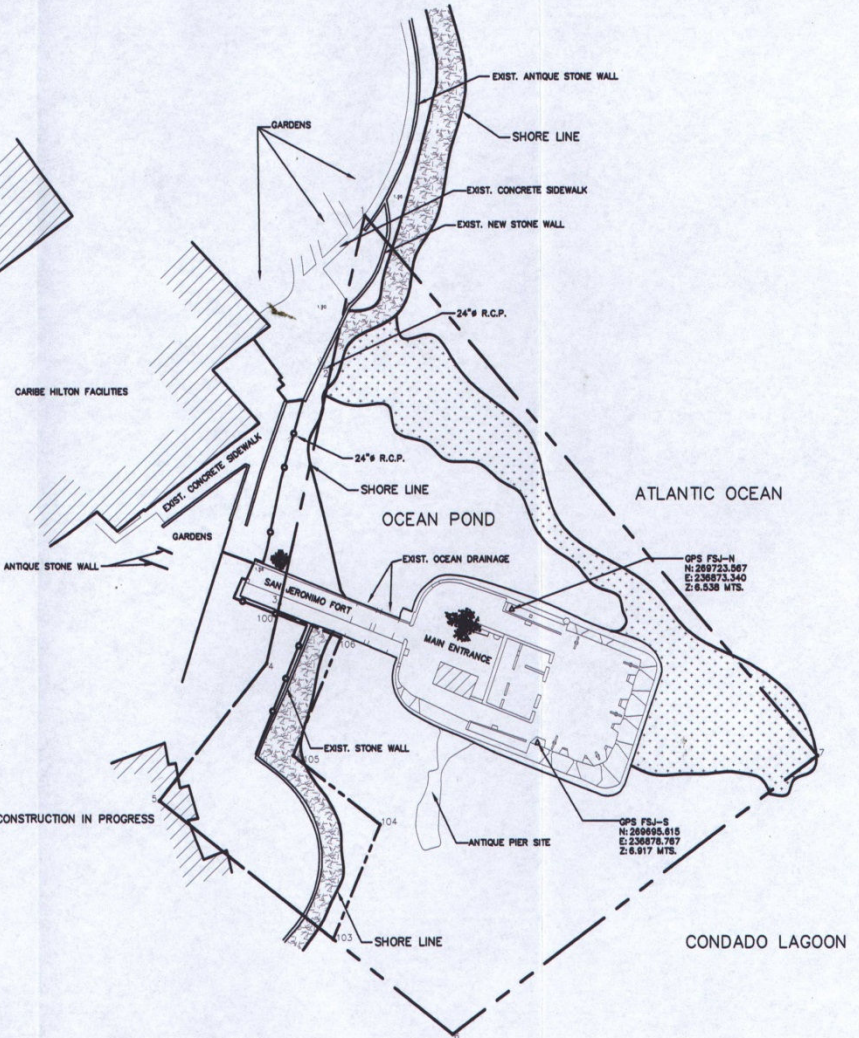 EXIST. ANTIQUE STONE WALL
GARDENS
SHORE LINE
EXIST. CONCRETE SIDEWALK
EXIST. NEW STONE WALL
24"ø R.C.P.
CARIBE HILTON FACILITIES
EXIST. CONCRETE SIDEWALK
24"ø R.C.P.
SHORE LINE
ATLANTIC OCEAN
OCEAN POND
GARDENS
ANTIQUE STONE WALL
EXIST. OCEAN DRAINAGE
GPS FSJ-N
N: 269723.567
E: 236873.340
Z: 6.538 MTS.
SAN JERONIMO FORT
3
100
106
MAIN ENTRANCE
4
EXIST. STONE WALL
105
7
5
CONSTRUCTION IN PROGRESS
104
ANTIQUE PIER SITE
GPS FSJ-S
N: 269695.615
E: 236878.767
Z: 6.917 MTS.
103
SHORE LINE
CONDADO LAGOON